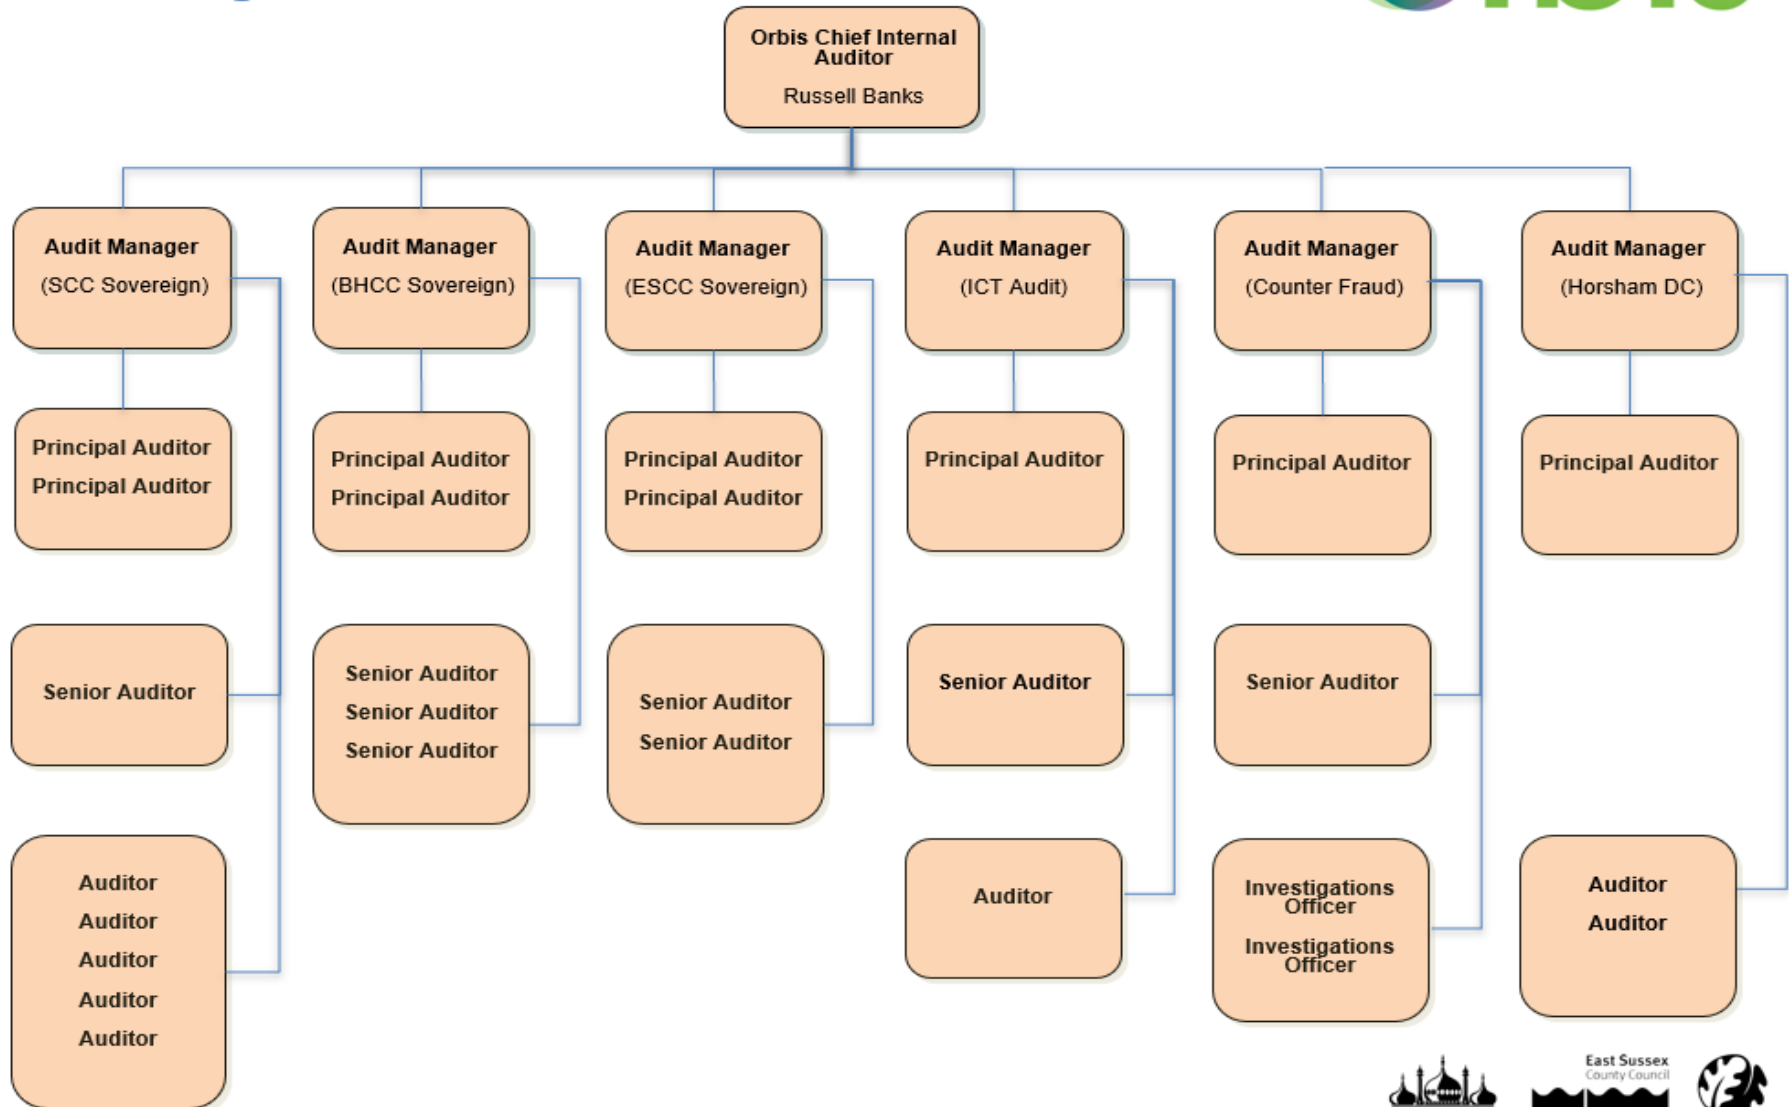 Orbis Chief Internal
Auditor
Russell Banks
Audit Manager
(SCC Sovereign)
Audit Manager
(BHCC Sovereign)
Audit Manager
(ESCC Sovereign)
Audit Manager
(ICT Audit)
Audit Manager
(Counter Fraud)
Audit Manager
(Horsham DC)
Principal Auditor
Principal Auditor
Principal Auditor
Principal Auditor
Principal Auditor
Principal Auditor
Principal Auditor
Principal Auditor
Principal Auditor
Senior Auditor
Senior Auditor
Senior Auditor
Senior Auditor
Senior Auditor
Senior Auditor
Senior Auditor
Senior Auditor
Auditor
Auditor
Auditor
Auditor
Auditor
Auditor
Investigations
Officer
Investigations
Officer
Auditor
Auditor
East Sussex
County Council